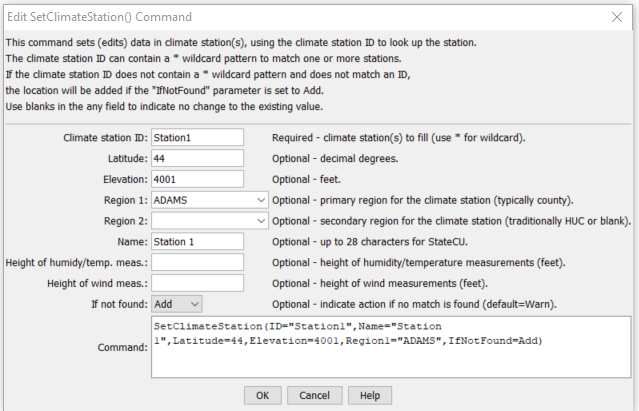 Edit SetClimateStation() Command
This command sets (edits) data in climate station(s), using the climate station ID to look up the station.
The climate station ID can contain a * wildcard pattern to match one or more stations.
If the climate station ID does not contain a * wildcard pattern and does not match an ID,
the location will be added if the "IfNotFound" parameter is set to Add.
Use blanks in the any field to indicate no change to the existing value.
Climate station ID: Station1 Required - climate station(s) to fill (use * for wildcard).
Latitude: 44 Optional - decimal degrees.
Elevation: 4001 Optional - feet.
Region 1: ADAMS Optional - primary region for the climate station (typically county).
Region 2: Optional - secondary region for the climate station (traditionally HUC or blank).
Name: Station 1 Optional - up to 28 characters for StateCU.
Height of humidy/temp. meas.: Optional - height of humidity/temperature measurements (feet).
Height of wind meas.: Optional - height of wind measurements (feet).
If not found: Add Optional - indicate action if no match is found (default=Warn).
SetClimateStation(ID="Station1",Name="Station
1",Latitude=44,Elevation=4001,Region1="ADAMS",IfNotFound=Add)
Command:
OK Cancel Help